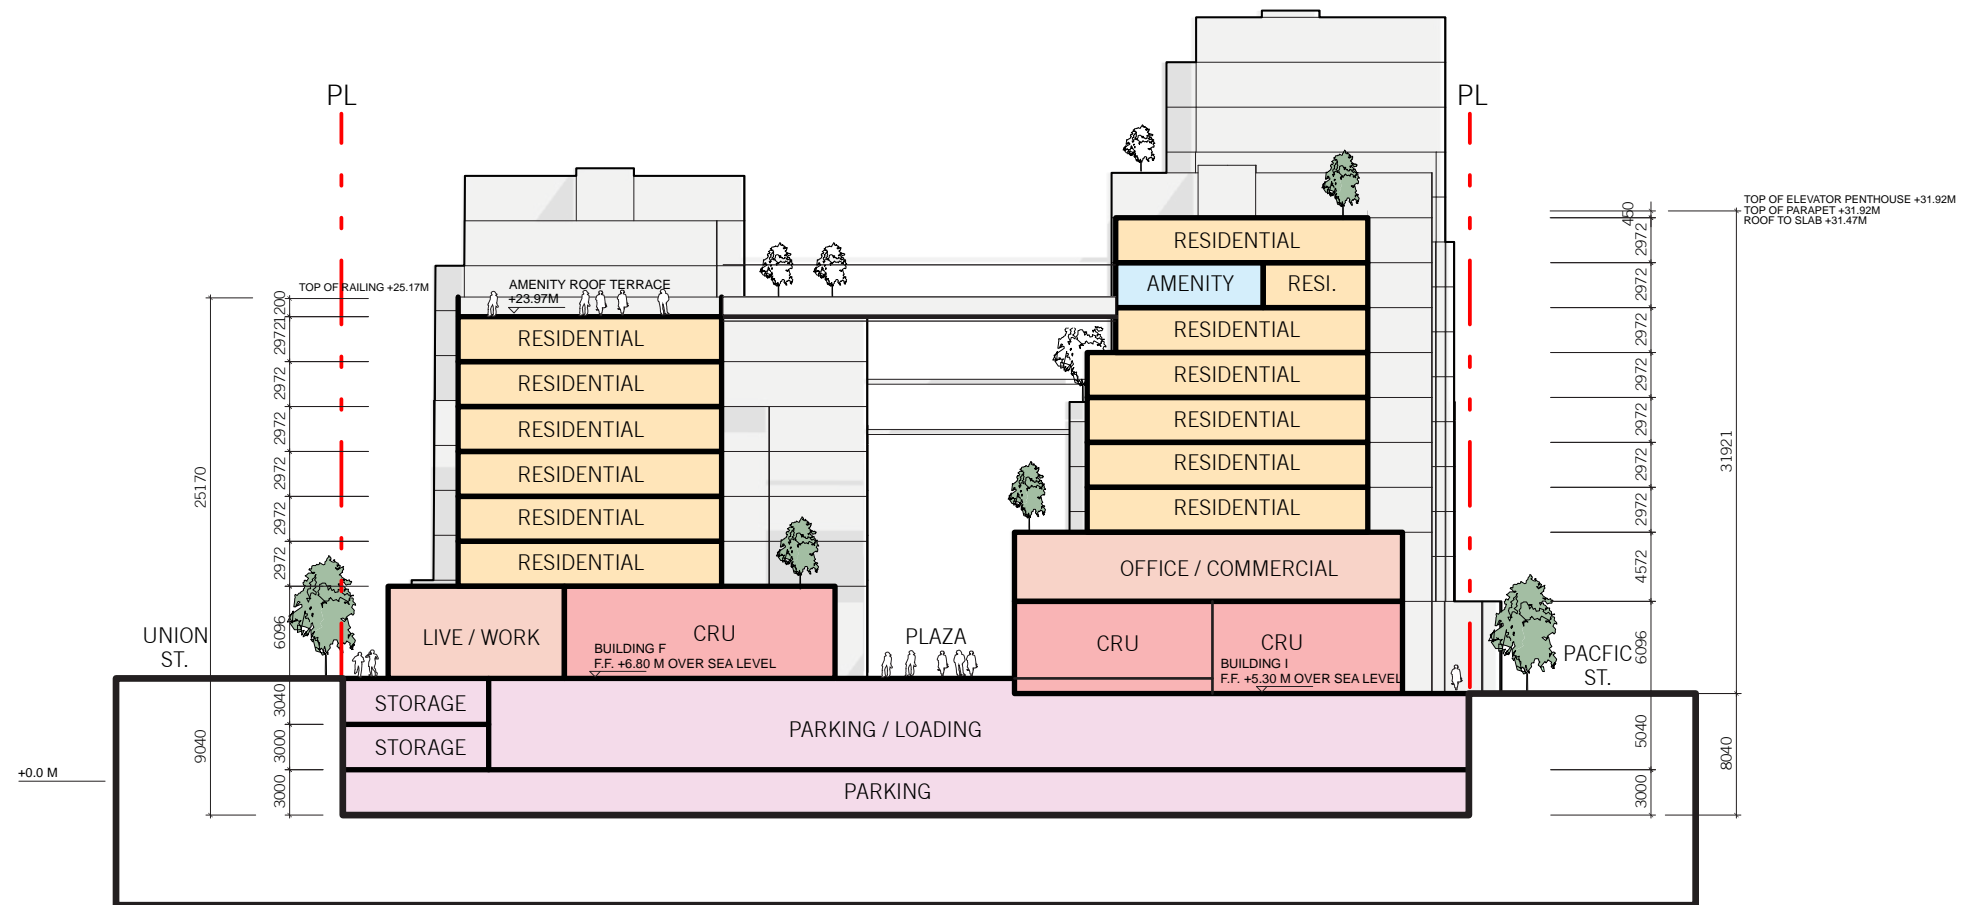 PL
PL
TOP OF ELEVATOR PENTHOUSE +31.92M
TOP OF PARAPET +31.92M
ROOF TO SLAB +31.47M
450
2972
2972
2972
2972
2972
2972
2972
4572
6096
5040
3000
31921
8040
TOP OF RAILING +25.17M
AMENITY ROOF TERRACE
+23.97M
1200
2972
2972
2972
2972
2972
2972
6096
3040
3000
3000
25170
9040
RESIDENTIAL
RESIDENTIAL
RESIDENTIAL
RESIDENTIAL
RESIDENTIAL
RESIDENTIAL
LIVE / WORK
CRU
BUILDING F
F.F. +6.80 M OVER SEA LEVEL
RESIDENTIAL
AMENITY
RESI.
RESIDENTIAL
RESIDENTIAL
RESIDENTIAL
RESIDENTIAL
RESIDENTIAL
OFFICE / COMMERCIAL
CRU
CRU
BUILDING I
F.F. +5.30 M OVER SEA LEVEL
PLAZA
UNION
ST.
PACFIC
ST.
STORAGE
STORAGE
PARKING / LOADING
PARKING
+0.0 M